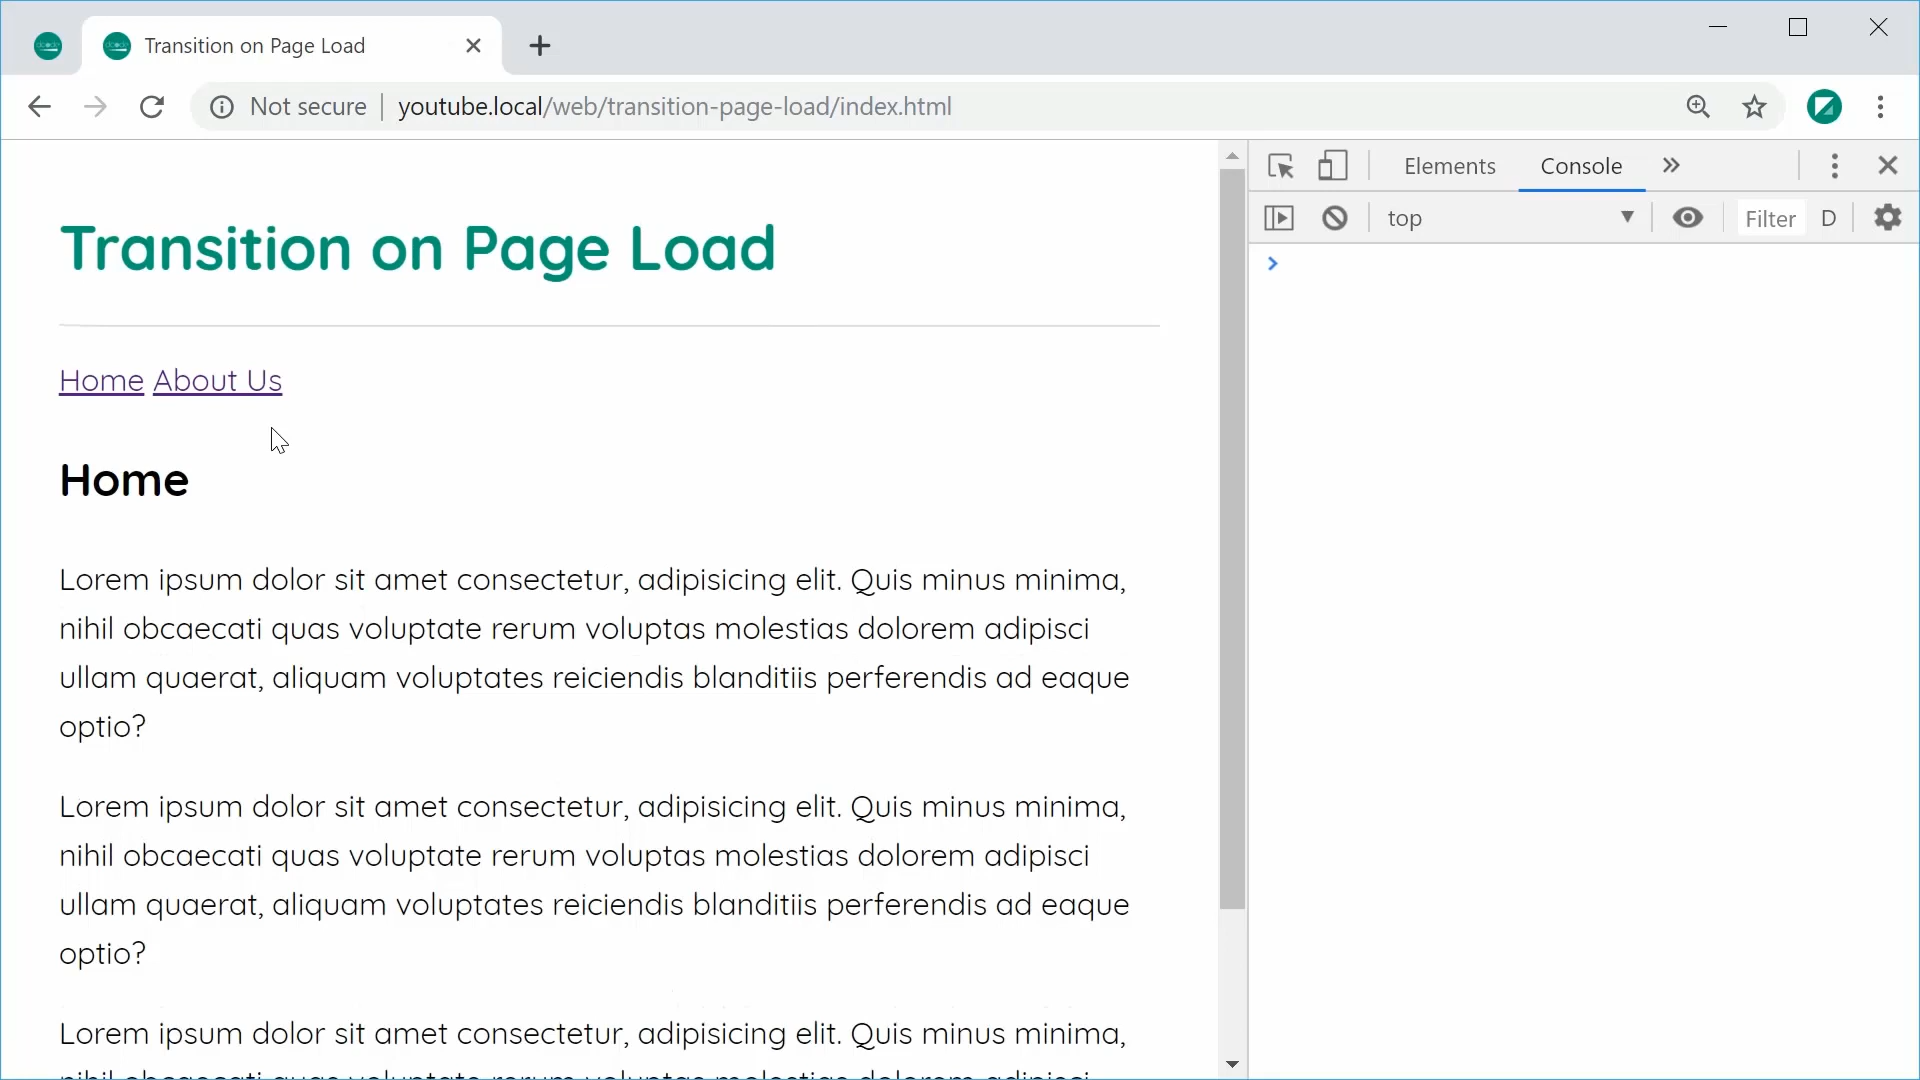 Transition on Page Load
Not secure youtube.local/web/transition-page-load/index.html
Elements Console
top Filter D
Transition on Page Load
Home About Us
Home
Lorem ipsum dolor sit amet consectetur, adipisicing elit. Quis minus minima,
nihil obcaecati quas voluptate rerum voluptas molestias dolorem adipisci
ullam quaerat, aliquam voluptates reiciendis blanditiis perferendis ad eaque
optio?
Lorem ipsum dolor sit amet consectetur, adipisicing elit. Quis minus minima,
nihil obcaecati quas voluptate rerum voluptas molestias dolorem adipisci
ullam quaerat, aliquam voluptates reiciendis blanditiis perferendis ad eaque
optio?
Lorem ipsum dolor sit amet consectetur, adipisicing elit. Quis minus minima,